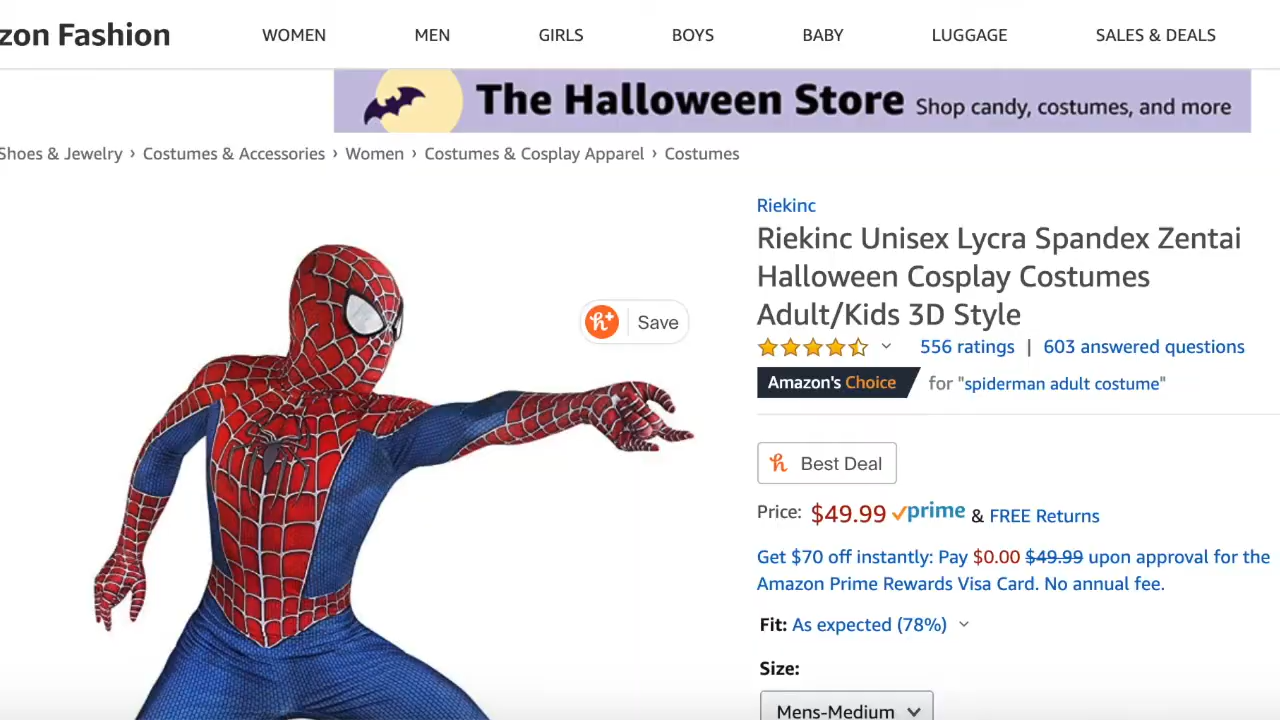 zon Fashion
WOMEN MEN GIRLS BOYS BABY LUGGAGE SALES & DEALS
The Halloween Store Shop candy, costumes, and more
Shoes & Jewelry › Costumes & Accessories › Women › Costumes & Cosplay Apparel › Costumes
Riekinc
Riekinc Unisex Lycra Spandex Zentai
Halloween Cosplay Costumes
Adult/Kids 3D Style
556 ratings | 603 answered questions
Amazon's Choice for "spiderman adult costume"
h+ Save
h Best Deal
Price: $49.99 prime & FREE Returns
Get $70 off instantly: Pay $0.00 $49.99 upon approval for the
Amazon Prime Rewards Visa Card. No annual fee.
Fit: As expected (78%)
Size:
Mens-Medium